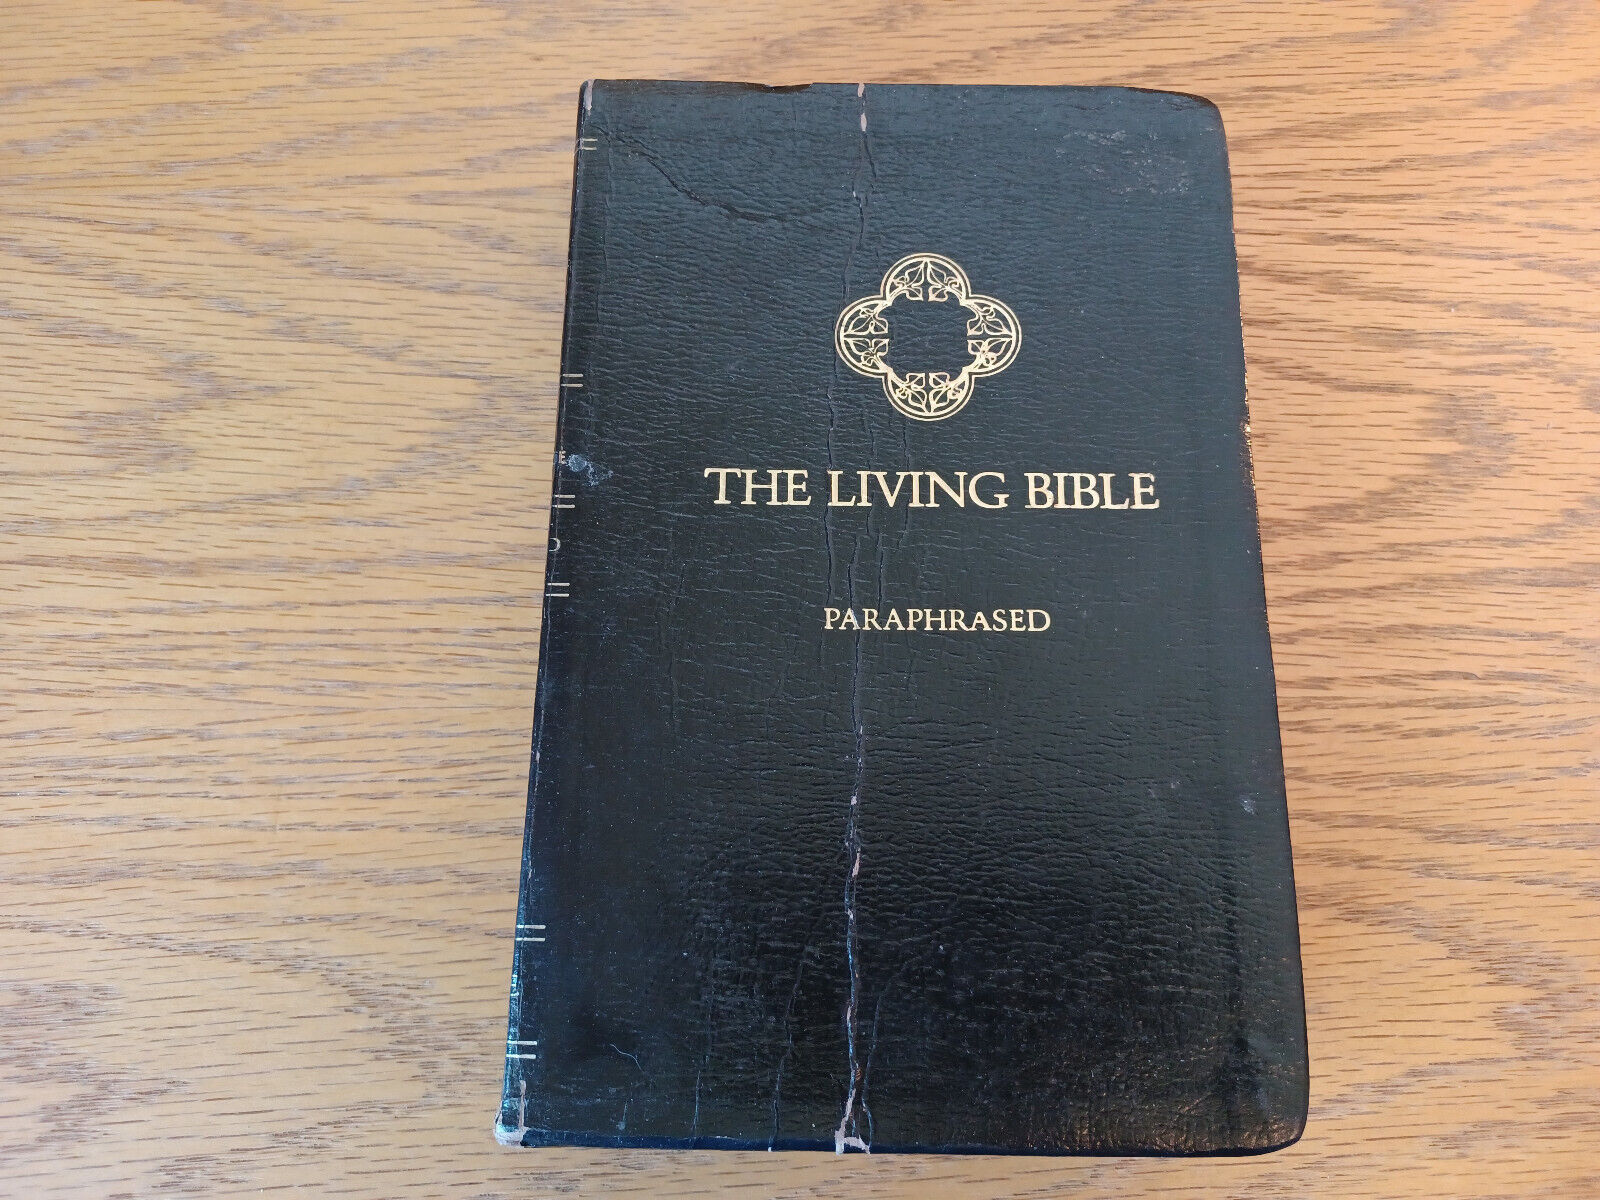 THE LIVING BIBLE
PARAPHRASED